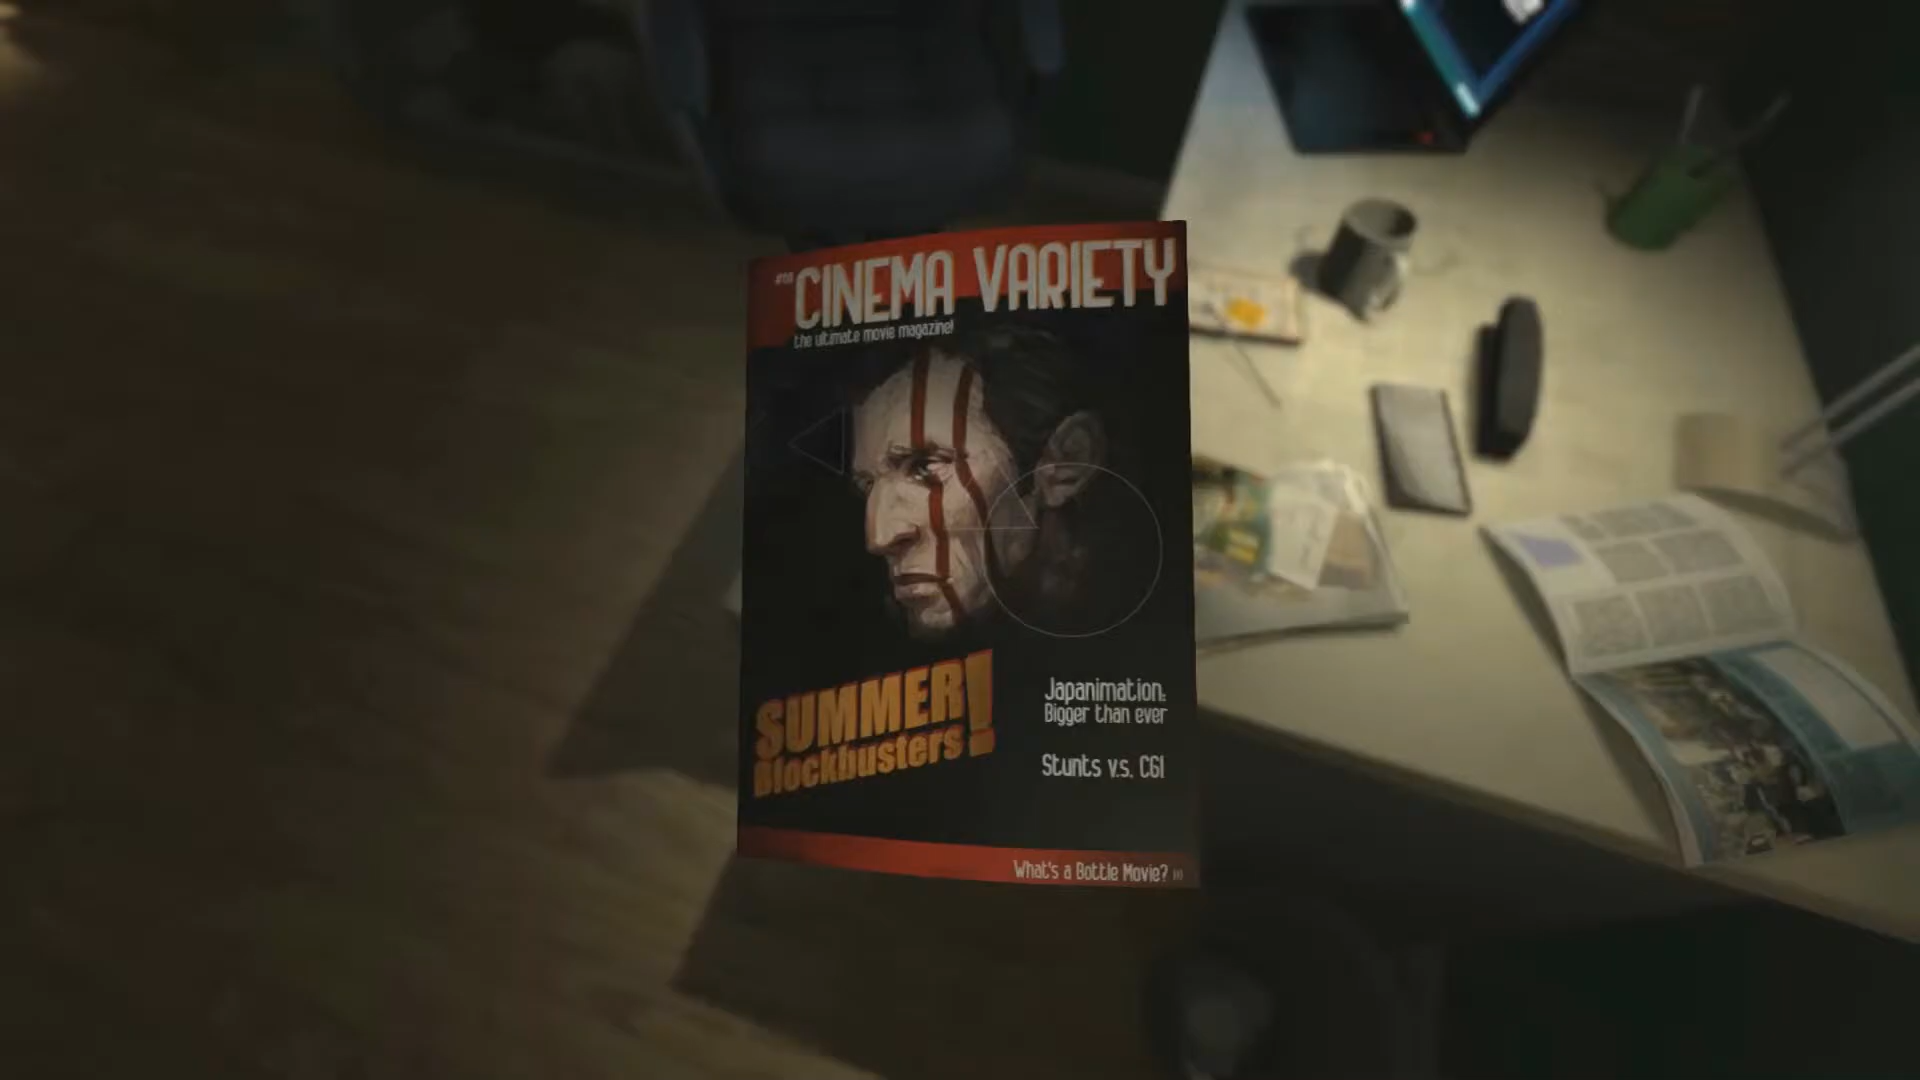 CINEMA VARIETY
the ultimate movie magazine!
SUMMER!
Blockbusters
Japanimation:
Bigger than ever
Stunts v.s. CGI
What's a Bottle Movie?